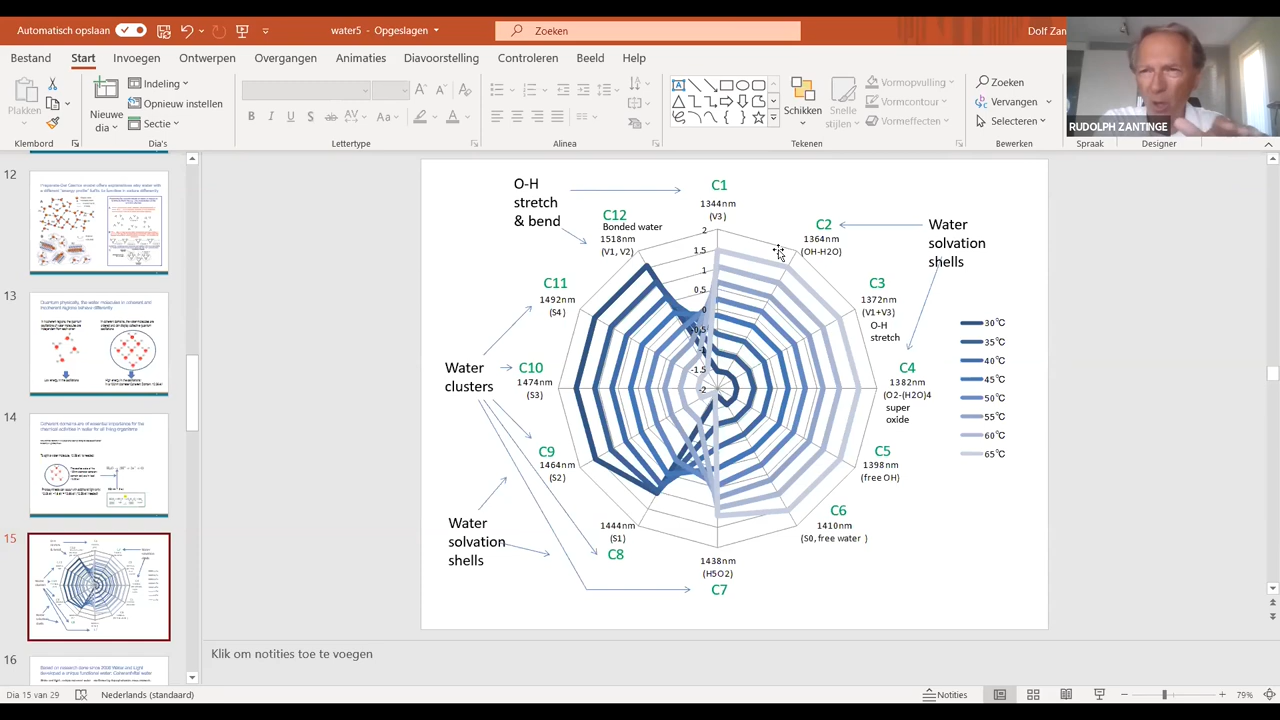 Automatisch opslaan
water5 - Opgeslagen
Zoeken
Dolf Zan
RUDOLPH ZANTINGE
Bestand Start Invoegen Ontwerpen Overgangen Animaties Diavoorstelling Controleren Beeld Help
Plakken
Nieuwe dia
Indeling
Opnieuw instellen
Sectie
Schikken
Snelle stijlen
Vormopvulling
Vormcontour
Vormeffecten
Zoeken
Vervangen
Selecteren
Klembord
Dia's
Lettertype
Alinea
Tekenen
Bewerken
Spraak
Designer
12
13
14
15
16
O-H
stretch
& bend
C1
1344nm
(V3)
C2
1364nm
(OH-H2O)
Water
solvation
shells
C3
1372nm
(V1+V3)
O-H
stretch
C4
1382nm
(O2-(H2O)4
super
oxide
C5
1398nm
(free OH)
C6
1410nm
(S0, free water )
1438nm
(H5O2)
C7
1444nm
(S1)
C8
C9
1464nm
(S2)
C10
1474nm
(S3)
C11
1492nm
(S4)
C12
Bonded water
1518nm
(V1, V2)
Water
clusters
Water
solvation
shells
2
1.5
1
0.5
0
-1.5
-2
30℃
35℃
40℃
45℃
50℃
55℃
60℃
65℃
Klik om notities toe te voegen
Dia 15 van 29
Nederlands (standaard)
Notities
79%